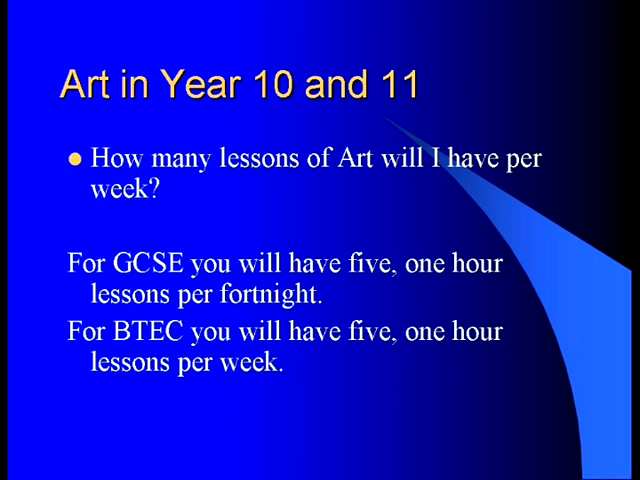 Art in Year 10 and 11
How many lessons of Art will I have per
week?
For GCSE you will have five, one hour
lessons per fortnight.
For BTEC you will have five, one hour
lessons per week.